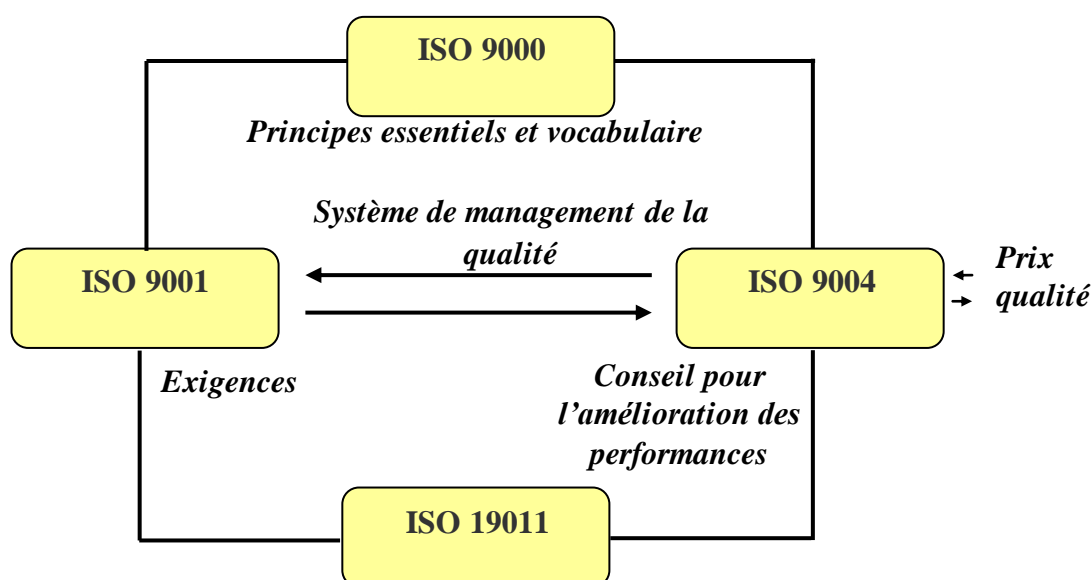 ISO 9000
Principes essentiels et vocabulaire
Système de management de la
qualité
ISO 9001
ISO 9004
Prix
qualité
Exigences
Conseil pour
l’amélioration des
performances
ISO 19011